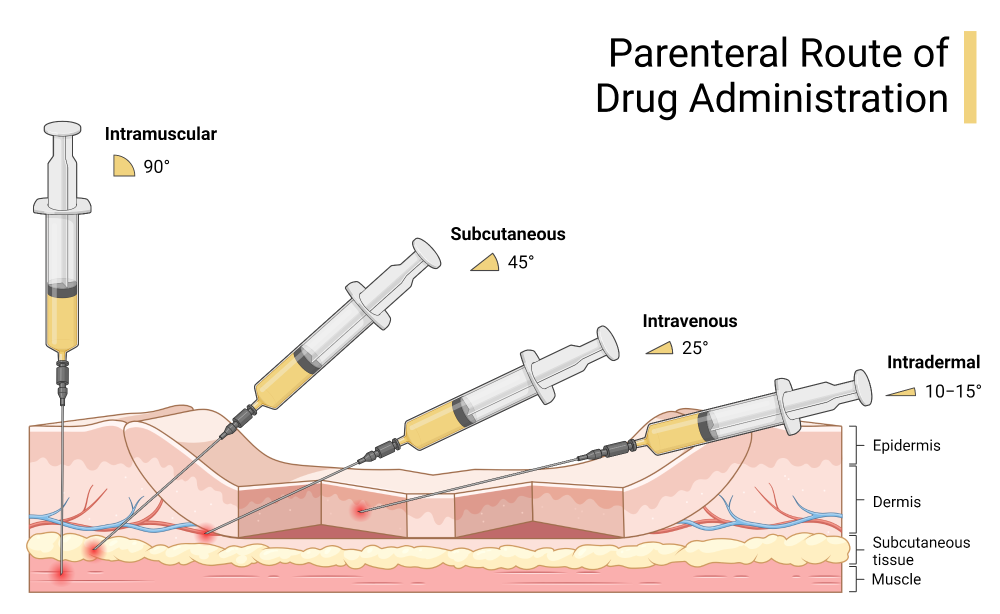 Parenteral Route of
Drug Administration
Intramuscular
90°
Subcutaneous
45°
Intravenous
25°
Intradermal
10–15°
Epidermis
Dermis
Subcutaneous
tissue
Muscle